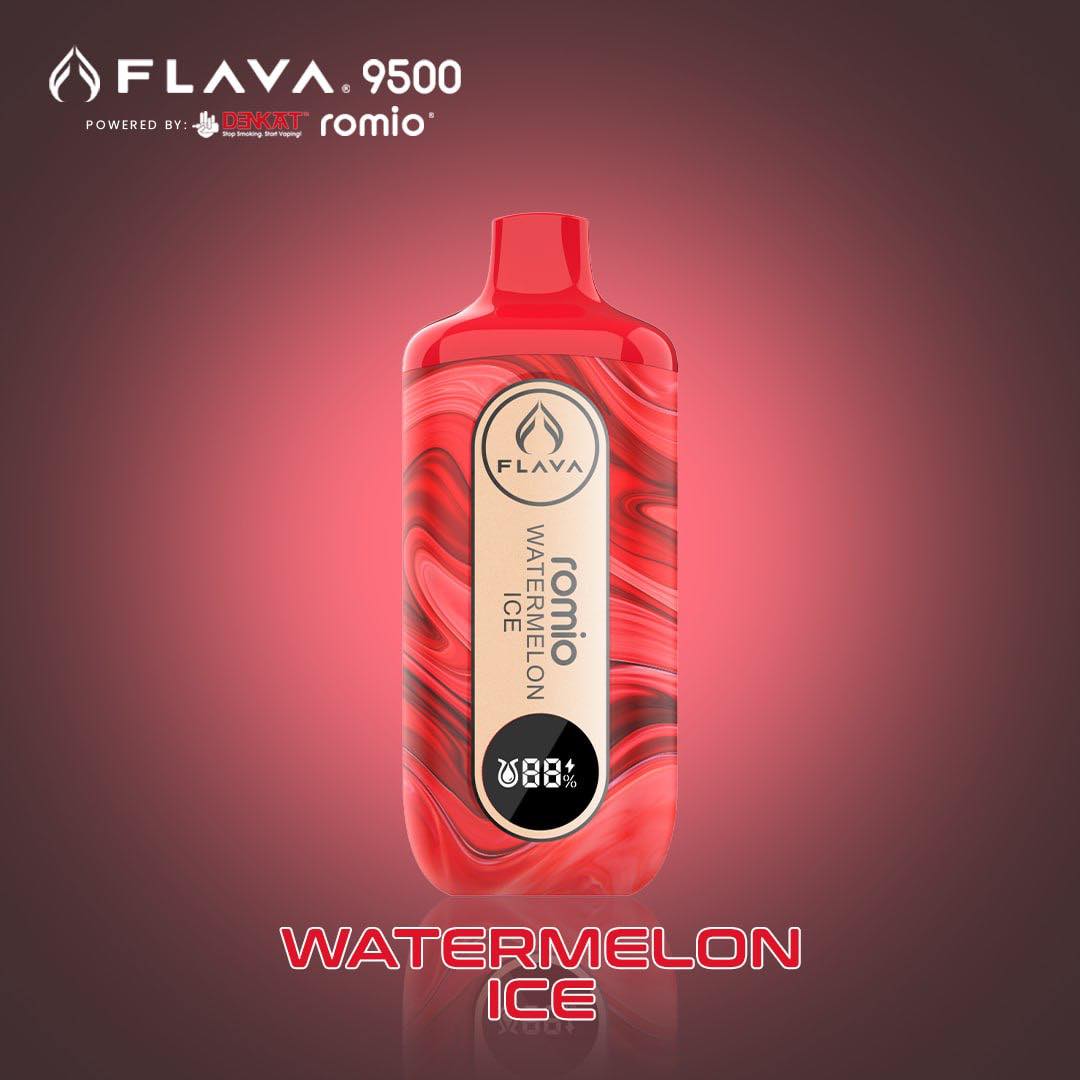 FLAVA® 9500
POWERED BY: DENKAT™ romio®
Stop Smoking. Start Vaping!
FLAVA
romio
WATERMELON
ICE
88%
WATERMELON
ICE